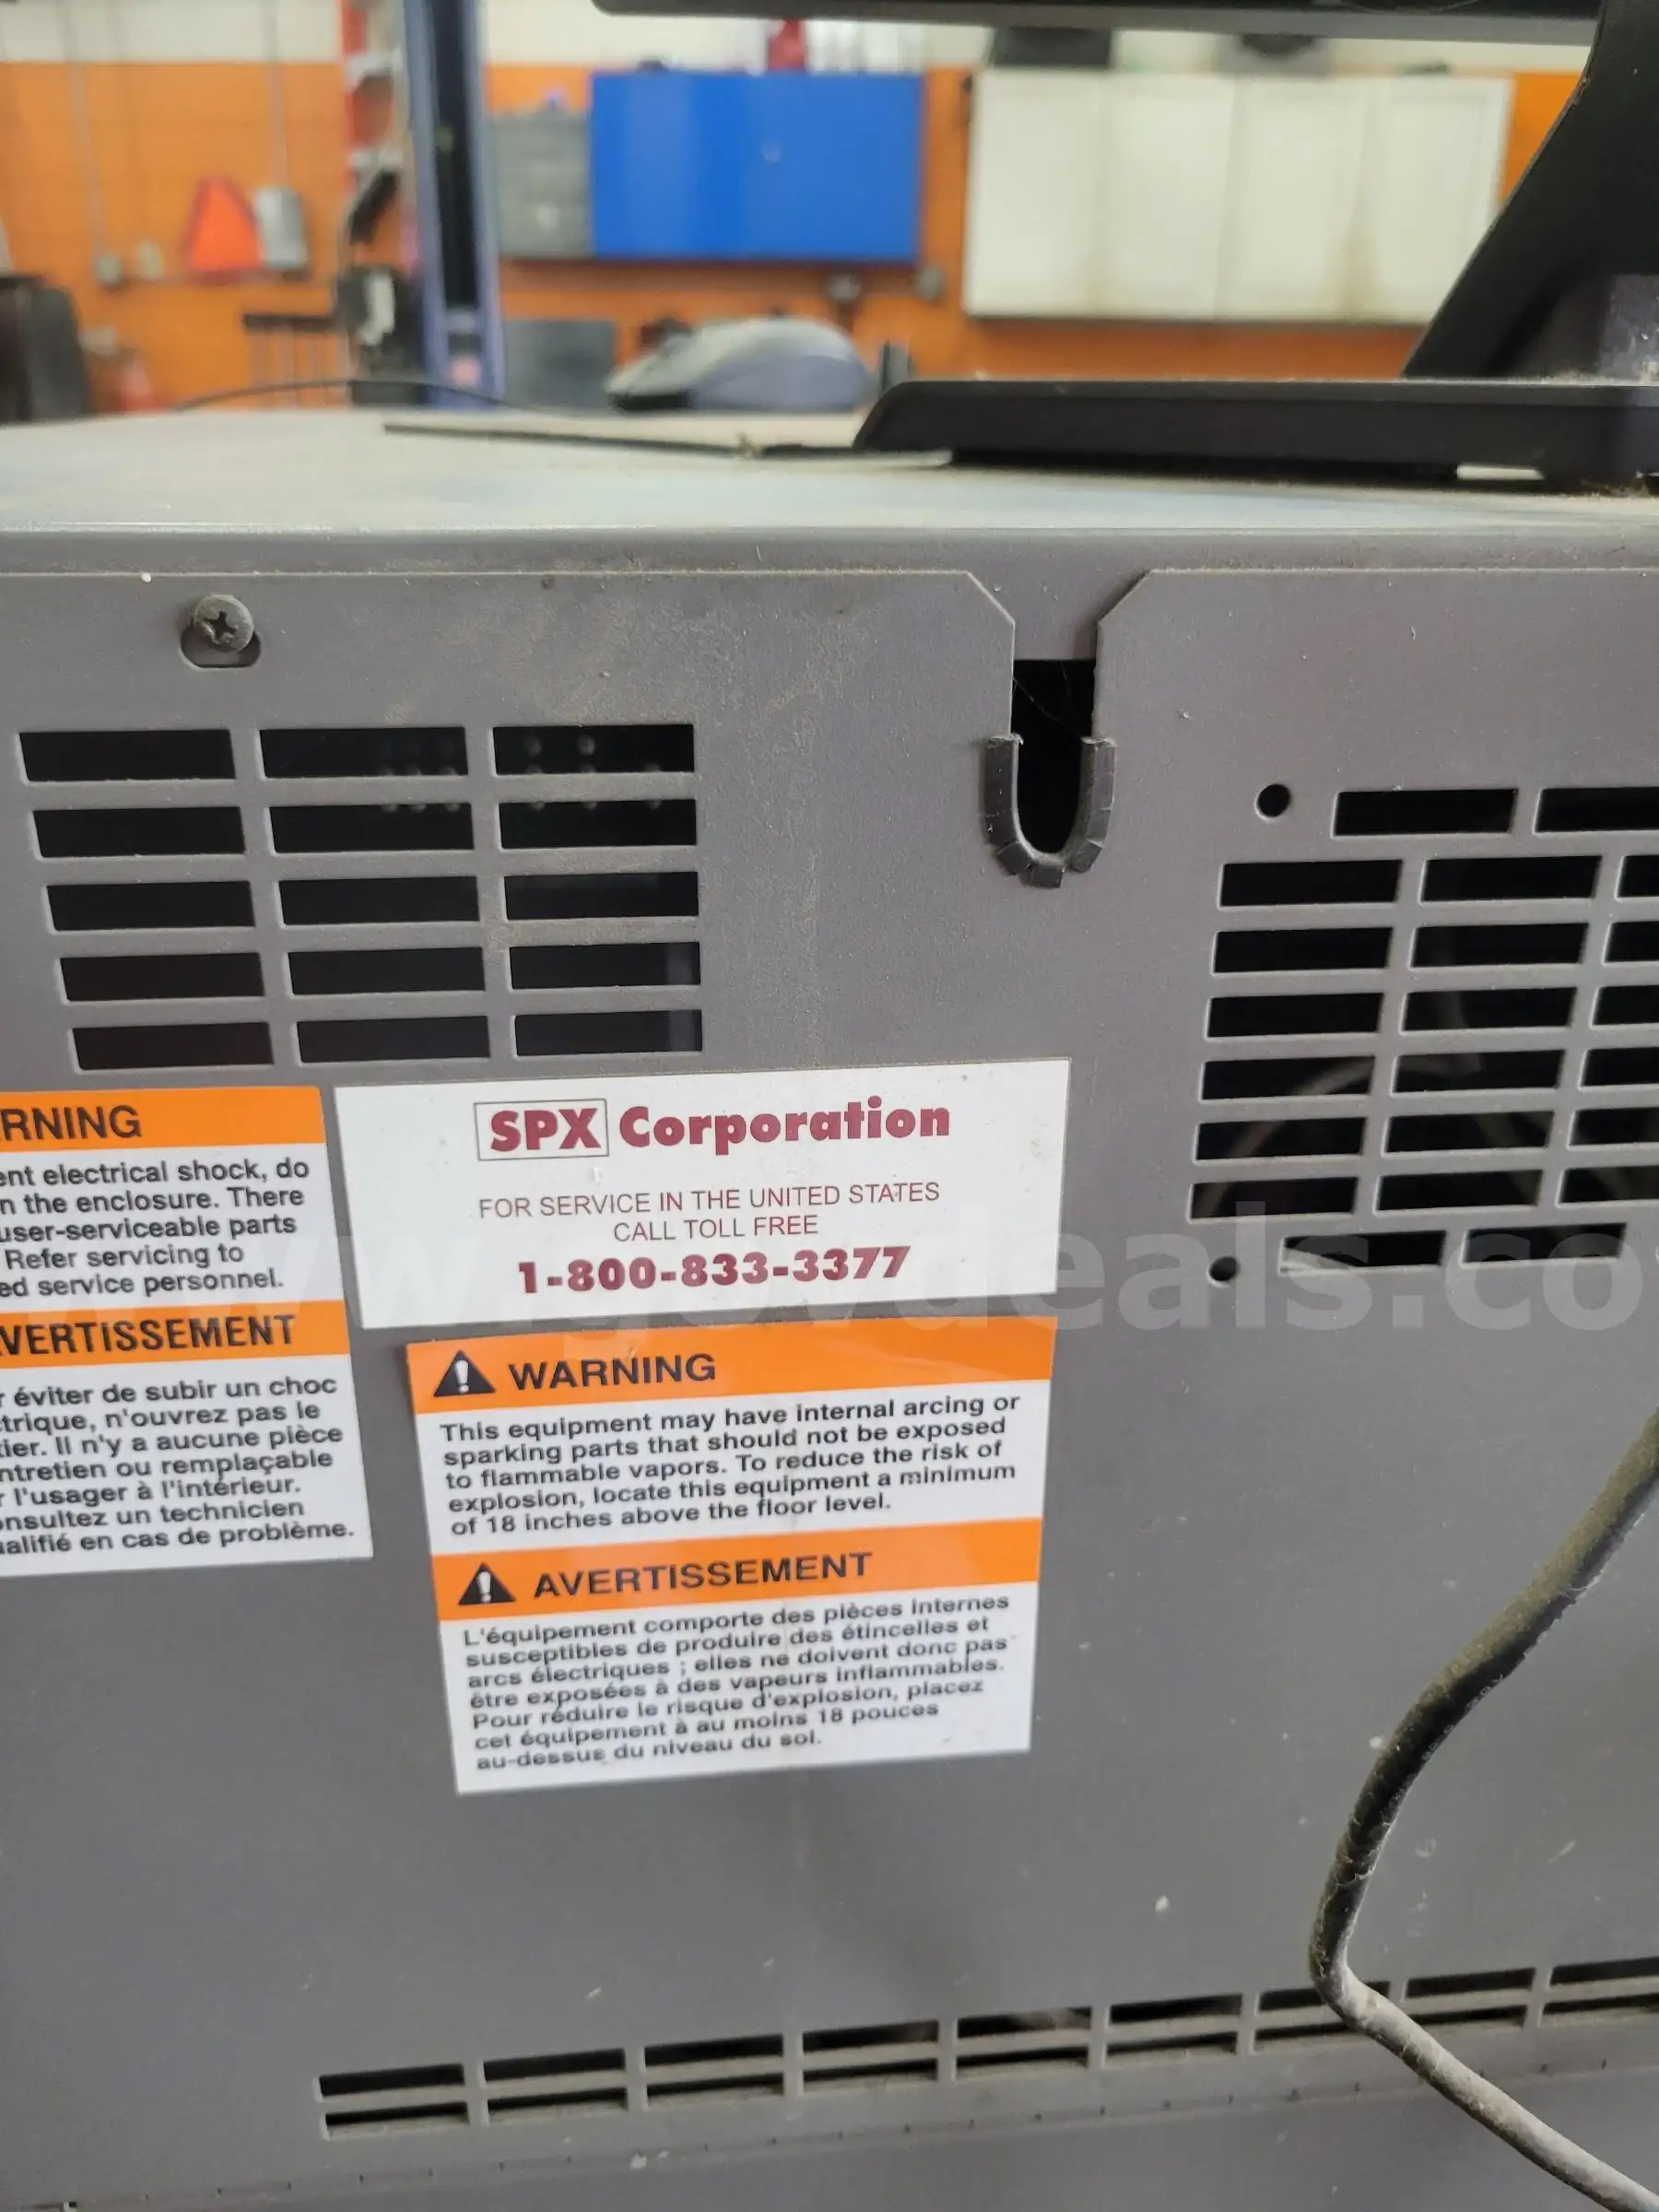 RNING
ent electrical shock, do
n the enclosure. There
user-serviceable parts
Refer servicing to
ed service personnel.
VERTISSEMENT
r éviter de subir un choc
ctrique, n'ouvrez pas le
tier. Il n'y a aucune pièce
ntretien ou remplaçable
r l'usager à l'intérieur.
onsultez un technicien
ualifié en cas de problème.
SPX Corporation
FOR SERVICE IN THE UNITED STATES
CALL TOLL FREE
1-800-833-3377
WARNING
This equipment may have internal arcing or
sparking parts that should not be exposed
to flammable vapors. To reduce the risk of
explosion, locate this equipment a minimum
of 18 inches above the floor level.
AVERTISSEMENT
L'équipement comporte des pièces internes
susceptibles de produire des étincelles et
arcs électriques ; elles ne doivent donc pas
être exposées à des vapeurs inflammables.
Pour réduire le risque d'explosion, placez
cet équipement à au moins 18 pouces
au-dessus du niveau du sol.
www.govdeals.co